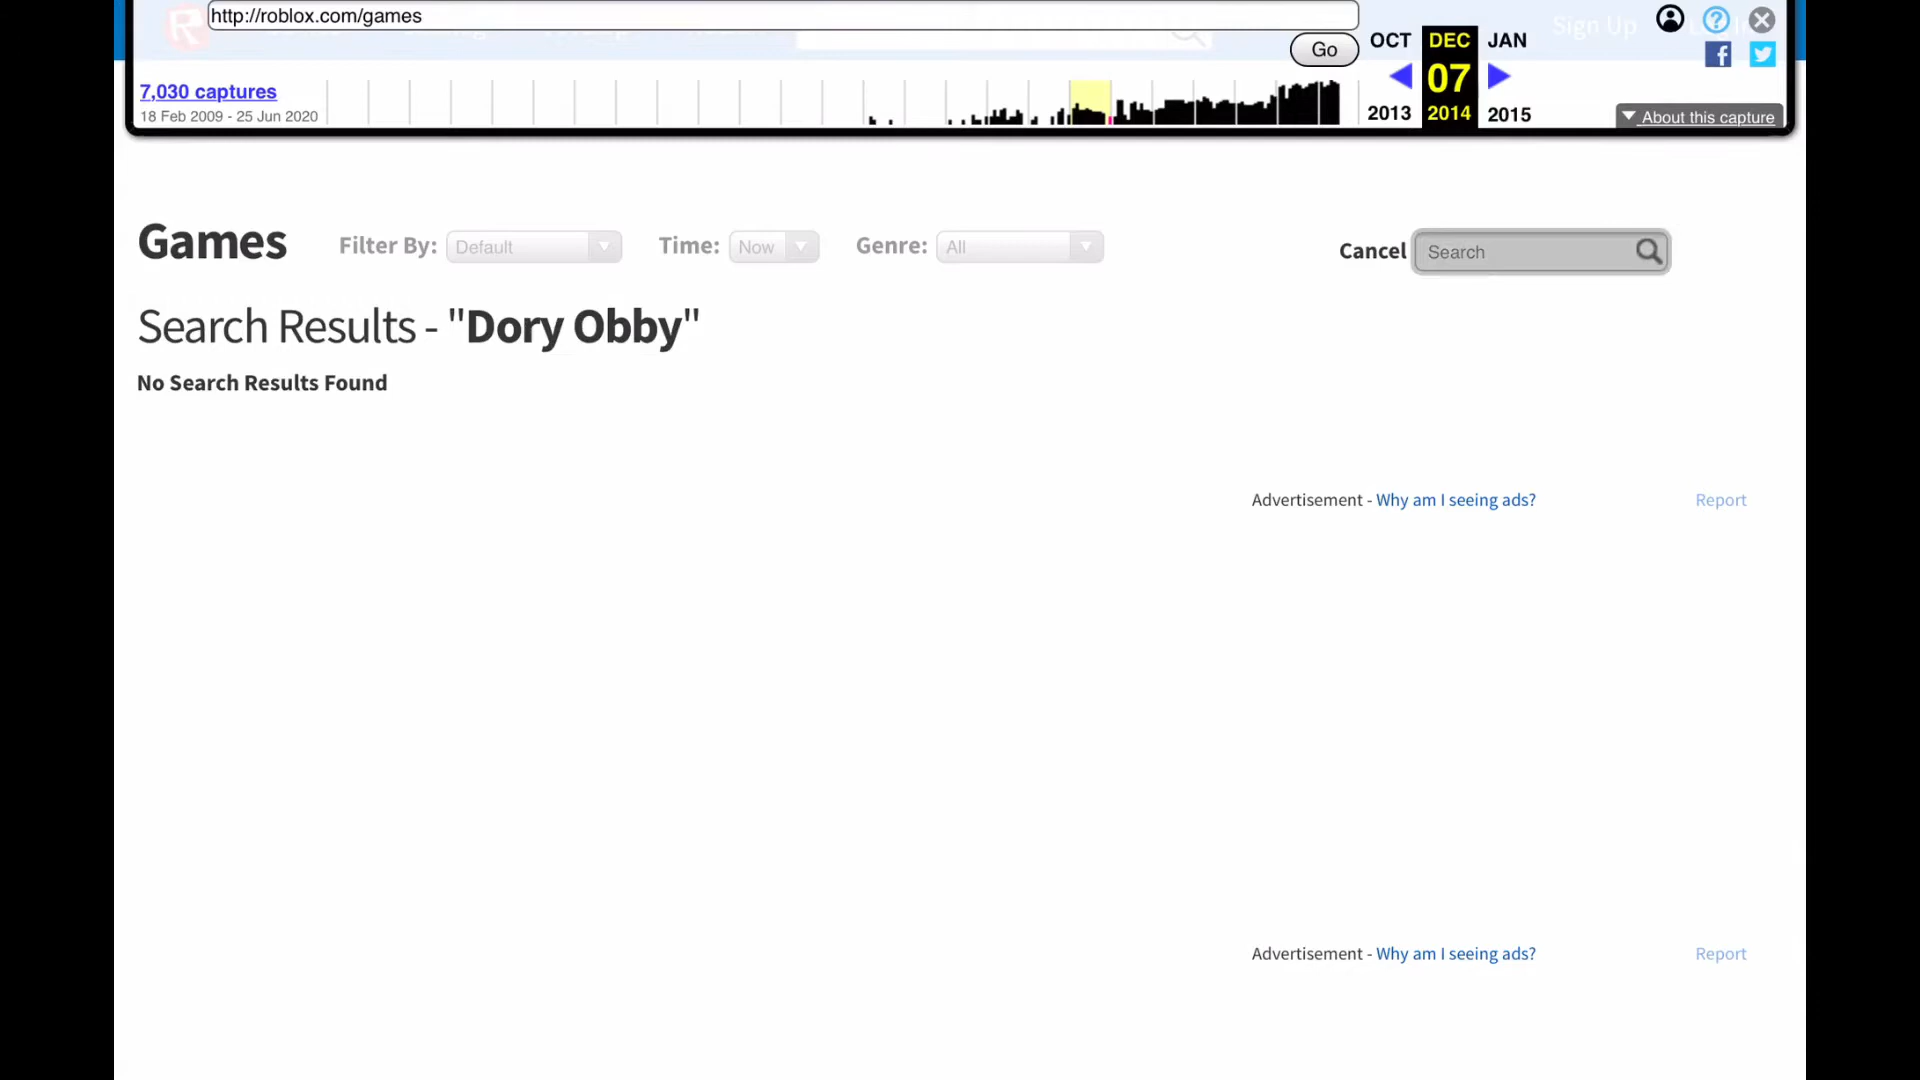 http://roblox.com/games
Sign Up
Go
OCT DEC JAN
07
2013 2014 2015
7,030 captures
18 Feb 2009 - 25 Jun 2020
About this capture
Games Filter By: Default Time: Now Genre: All Cancel Search
Search Results - "Dory Obby"
No Search Results Found
Advertisement - Why am I seeing ads? Report
Advertisement - Why am I seeing ads? Report